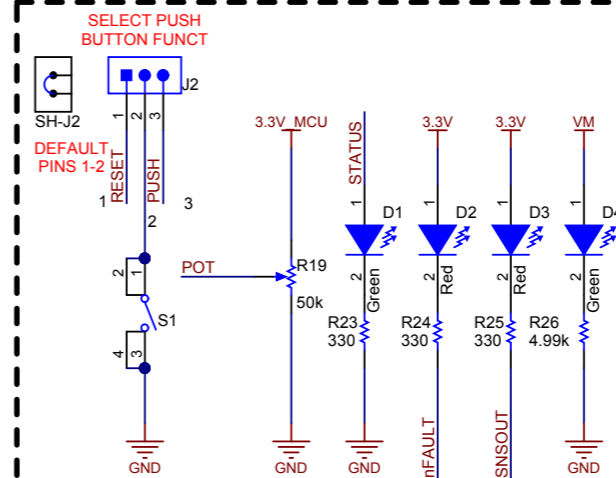 SELECT PUSH
BUTTON FUNCT
J2
SH-J2
1
2
3
DEFAULT
PINS 1-2
RESET
PUSH
1
3
2
3.3V_MCU
STATUS
3.3V
3.3V
VM
1
1
1
1
D1
D2
D3
D4
2
2
2
2
Green
Red
Red
Green
POT
R19
50k
2
1
S1
4
3
R23
330
R24
330
R25
330
R26
4.99k
GND
GND
GND
nFAULT
SNSOUT
GND